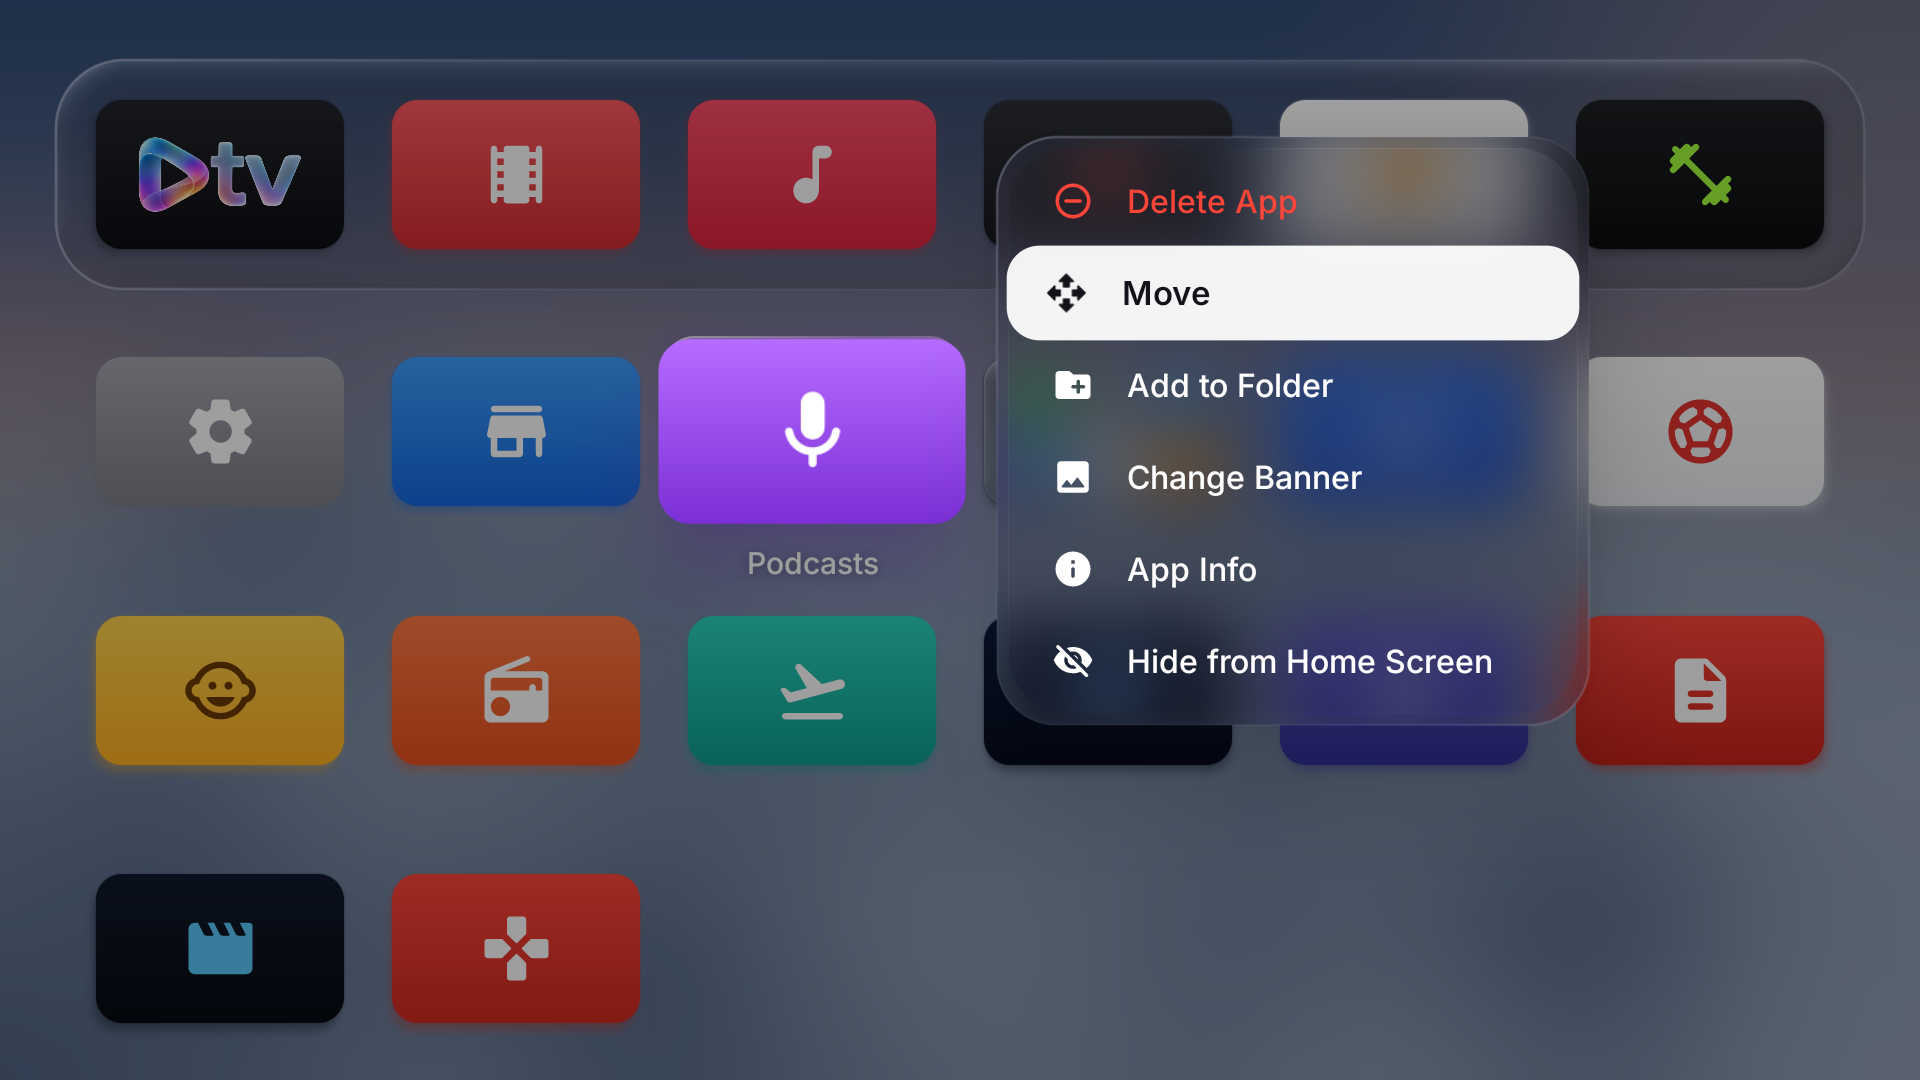 tv
Delete App
Move
Add to Folder
Change Banner
App Info
Hide from Home Screen
Podcasts